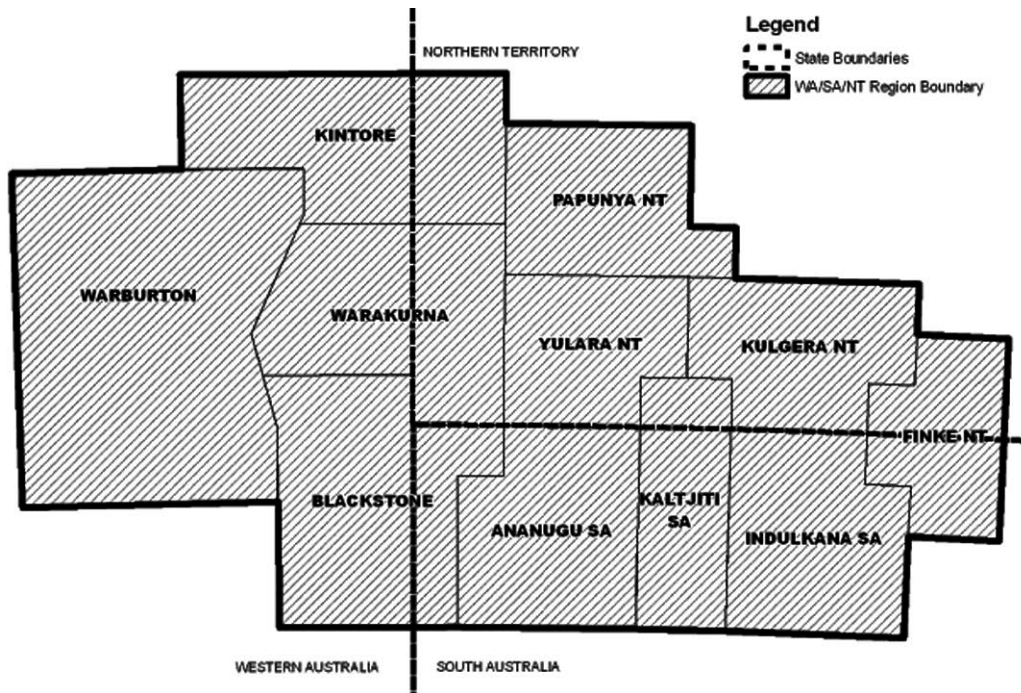 Legend
State Boundaries
WA/SA/NT Region Boundary
NORTHERN TERRITORY
KINTORE
PAPUNYA NT
WARBURTON
WARAKURNA
YULARA NT
KULGERA NT
FINKE NT
BLACKSTONE
KALTJITI
SA
ANANUGU SA
INDULKANA SA
WESTERN AUSTRALIA
SOUTH AUSTRALIA